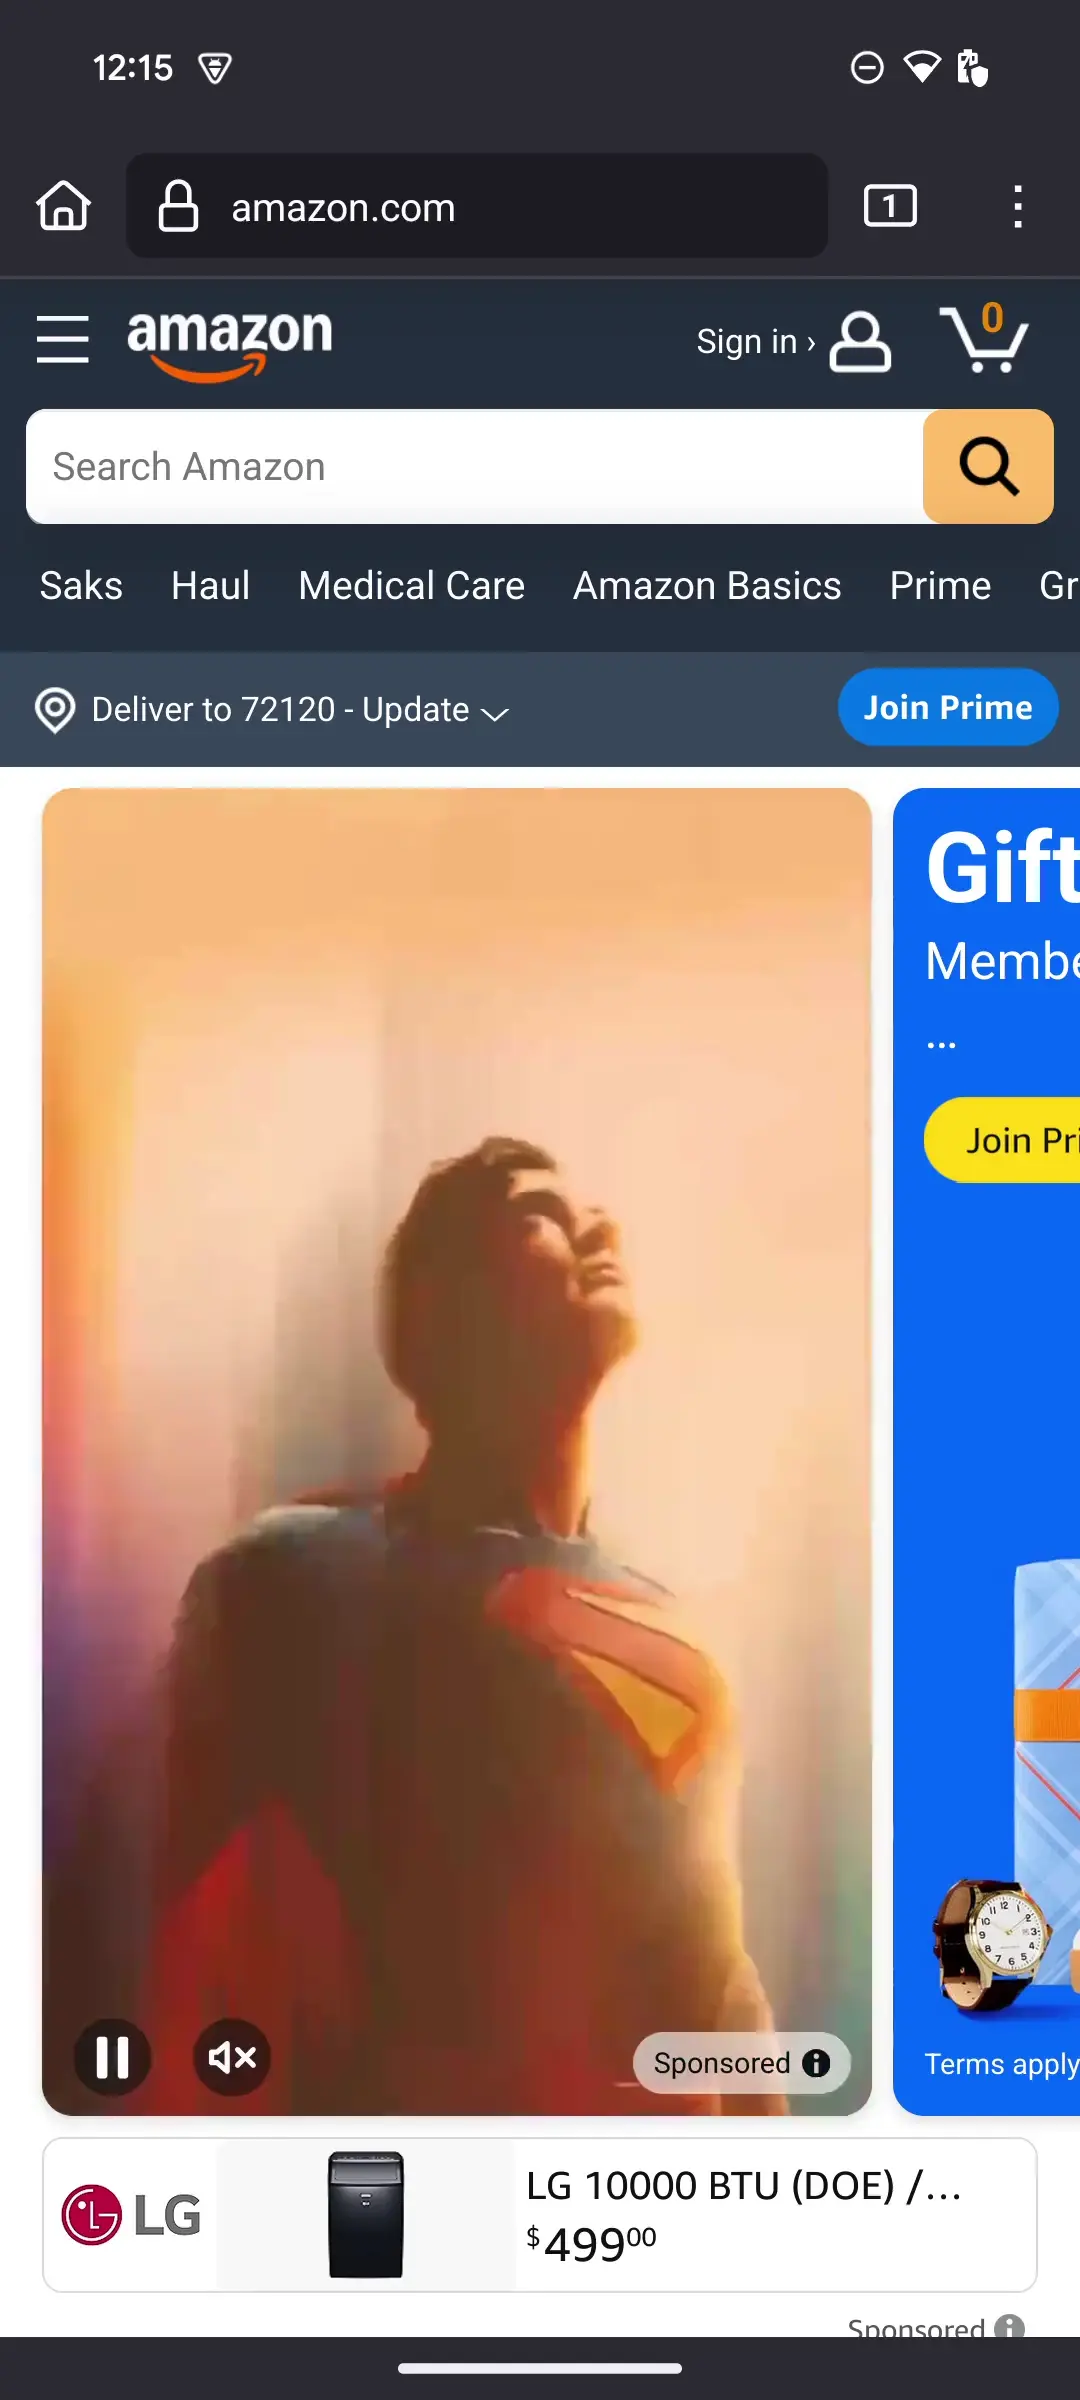 12:15
amazon.com
1
amazon
Sign in ›
0
Search Amazon
Saks Haul Medical Care Amazon Basics Prime Gr
Deliver to 72120 - Update
Join Prime
Gift
Membe
...
Join Pri
Sponsored
Terms apply
LG
LG 10000 BTU (DOE) /...
$49900
Sponsored